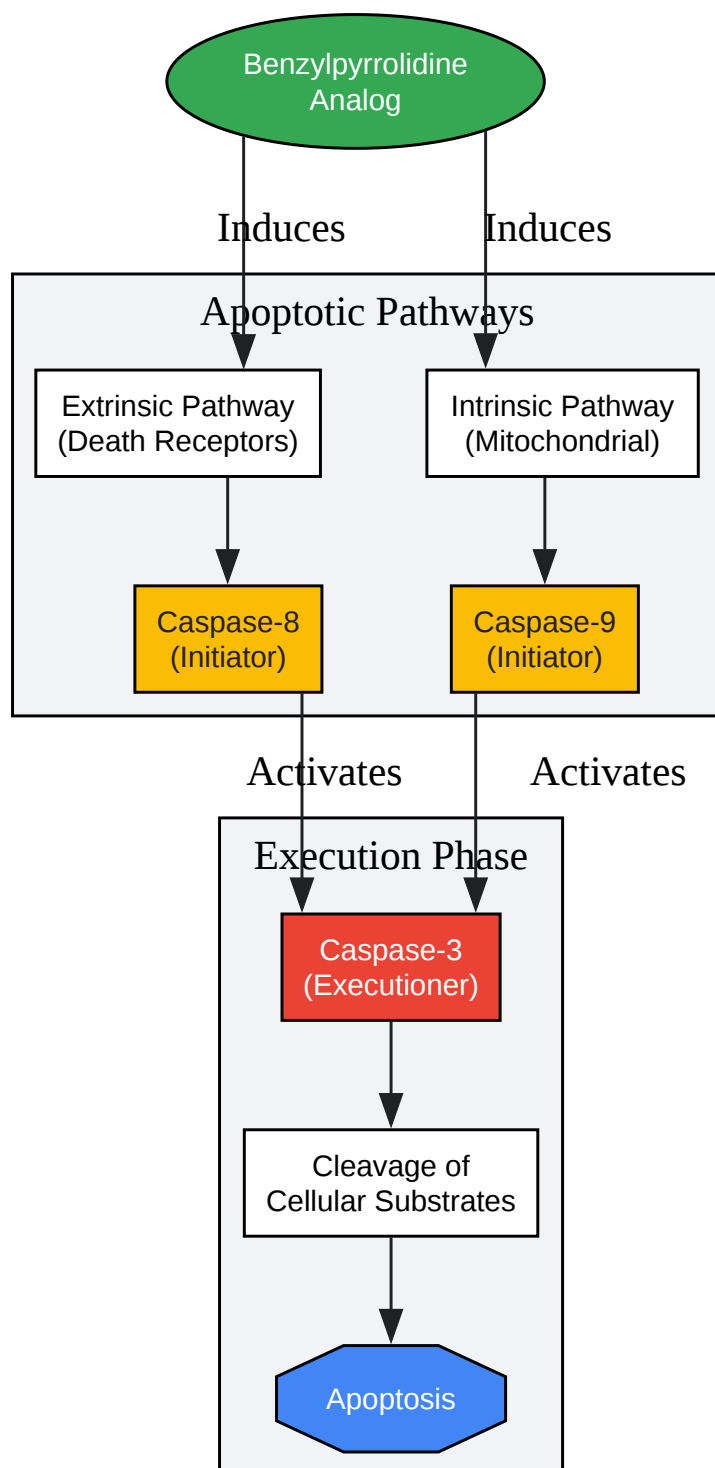 Benzylpyrrolidine
Analog
Induces
Induces
Apoptotic Pathways
Extrinsic Pathway
(Death Receptors)
Intrinsic Pathway
(Mitochondrial)
Caspase-8
(Initiator)
Caspase-9
(Initiator)
Activates
Activates
Execution Phase
Caspase-3
(Executioner)
Cleavage of
Cellular Substrates
Apoptosis